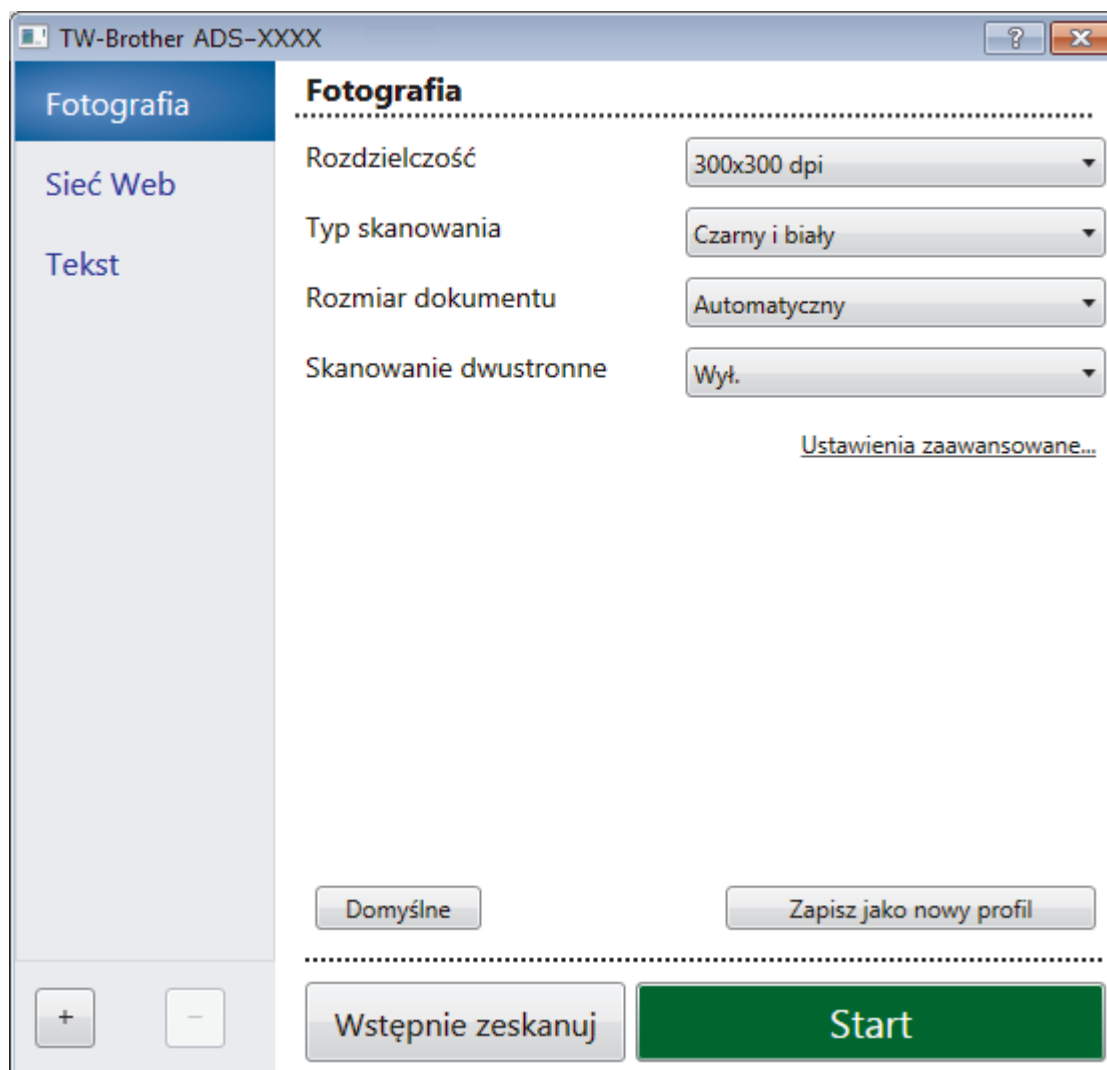 TW-Brother ADS-XXXX
Fotografia
Sieć Web
Tekst
Fotografia
Rozdzielczość 300x300 dpi
Typ skanowania Czarny i biały
Rozmiar dokumentu Automatyczny
Skanowanie dwustronne Wył.
Ustawienia zaawansowane...
Domyślne Zapisz jako nowy profil
+ − Wstępnie zeskanuj Start